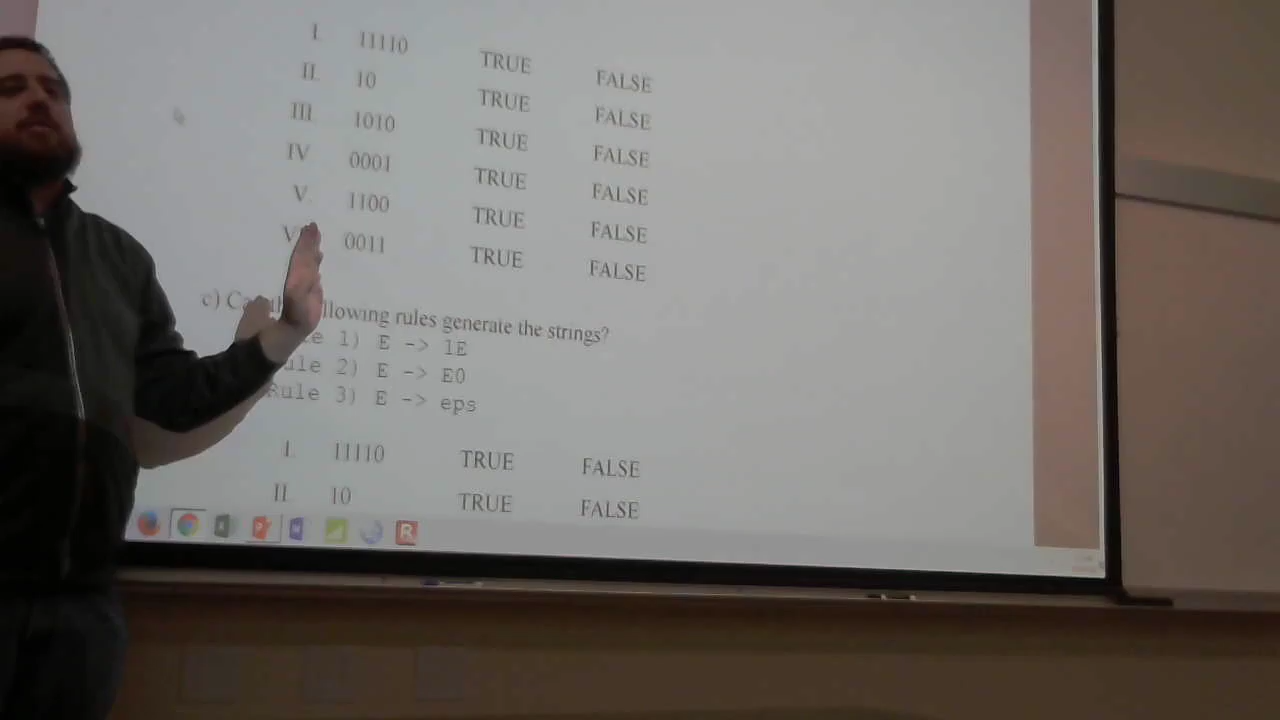 I. 11110 TRUE FALSE
II. 10 TRUE FALSE
III 1010 TRUE FALSE
IV 0001 TRUE FALSE
V. 1100 TRUE FALSE
0011 TRUE FALSE
c) llowing rules generate the strings?
1) E -> 1E
2) E -> E0
Rule 3) E -> eps
I. 11110 TRUE FALSE
II. 10 TRUE FALSE